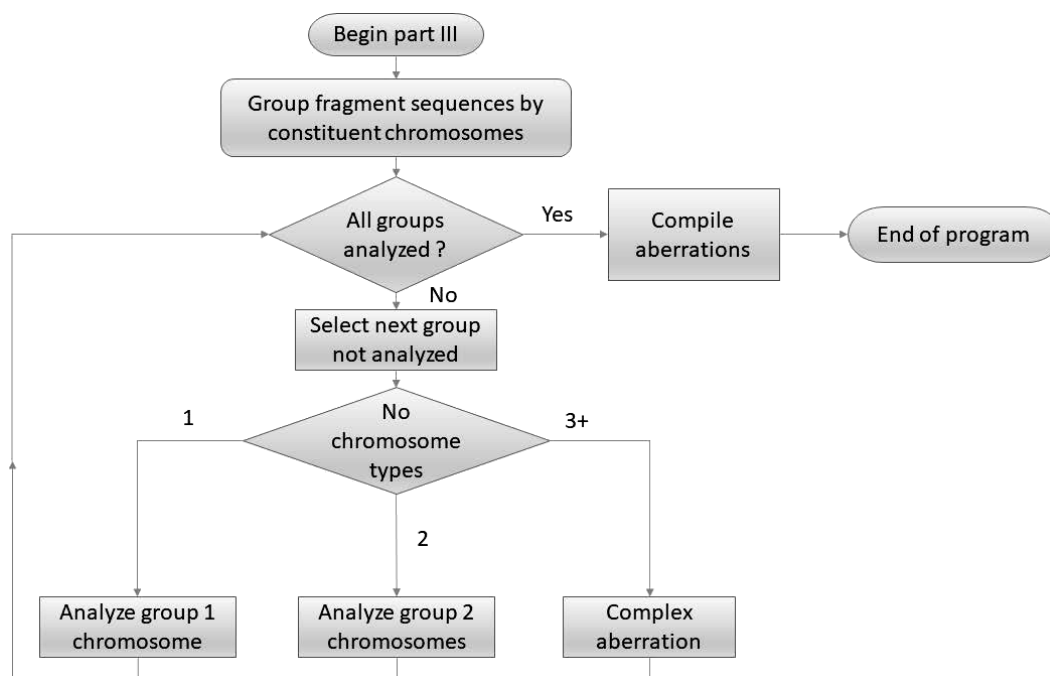 Begin part III
Group fragment sequences by
constituent chromosomes
All groups
analyzed ?
Yes
Compile
aberrations
End of program
No
Select next group
not analyzed
No
chromosome
types
1
3+
2
Analyze group 1
chromosome
Analyze group 2
chromosomes
Complex
aberration